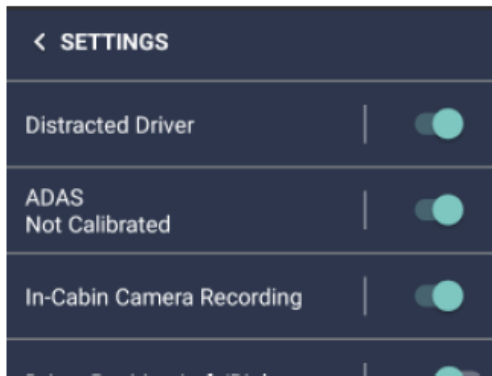 < SETTINGS
Distracted Driver
ADAS
Not Calibrated
In-Cabin Camera Recording